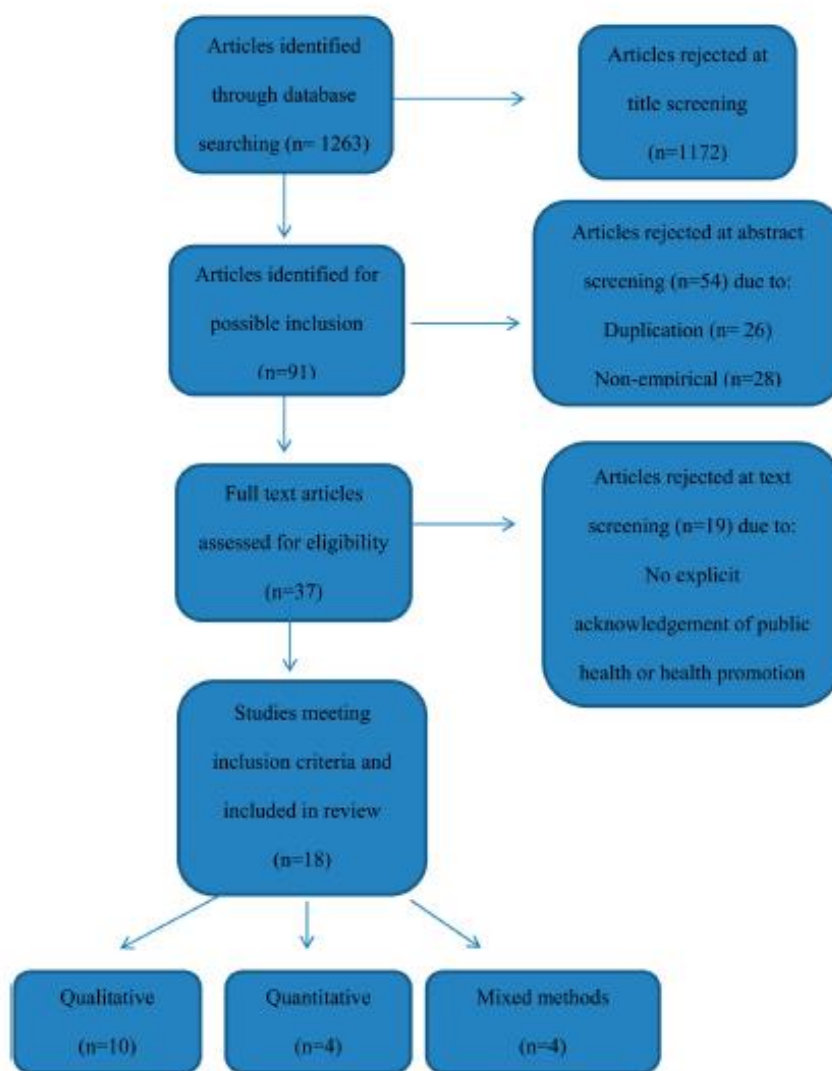 Articles identified
through database
searching (n= 1263)
Articles rejected at
title screening
(n=1172)
Articles identified for
possible inclusion
(n=91)
Articles rejected at abstract
screening (n=54) due to:
Duplication (n= 26)
Non-empirical (n=28)
Full text articles
assessed for eligibility
(n=37)
Articles rejected at text
screening (n=19) due to:
No explicit
acknowledgement of public
health or health promotion
Studies meeting
inclusion criteria and
included in review
(n=18)
Qualitative
(n=10)
Quantitative
(n=4)
Mixed methods
(n=4)